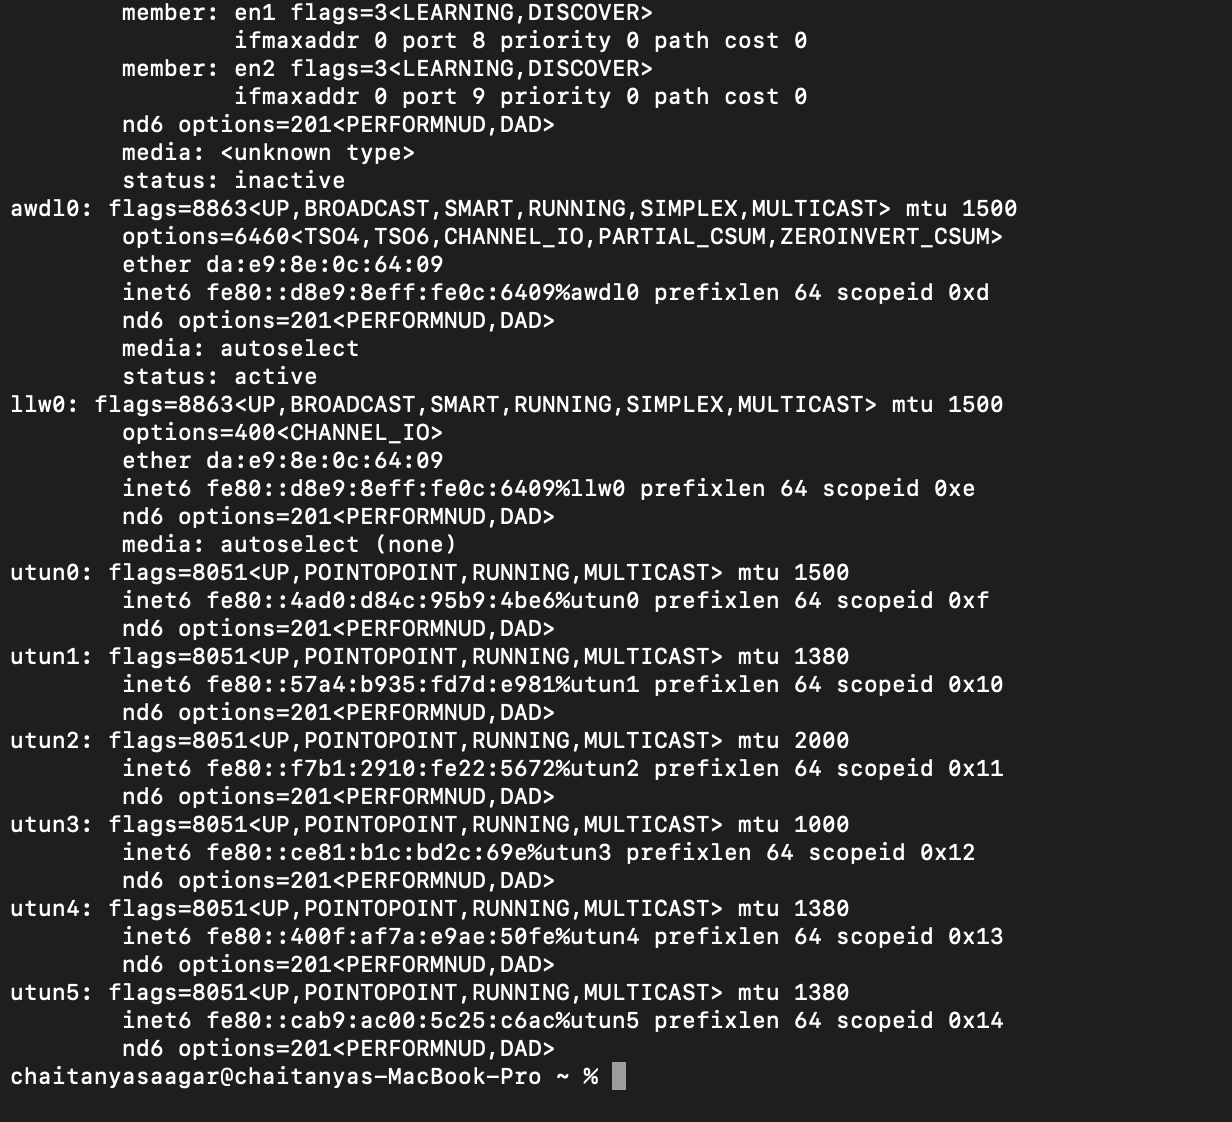 member: en1 flags=3<LEARNING,DISCOVER>
ifmaxaddr 0 port 8 priority 0 path cost 0
member: en2 flags=3<LEARNING,DISCOVER>
ifmaxaddr 0 port 9 priority 0 path cost 0
nd6 options=201<PERFORMNUD,DAD>
media: <unknown type>
status: inactive
awdl0: flags=8863<UP,BROADCAST,SMART,RUNNING,SIMPLEX,MULTICAST> mtu 1500
options=6460<TSO4,TSO6,CHANNEL_IO,PARTIAL_CSUM,ZEROINVERT_CSUM>
ether da:e9:8e:0c:64:09
inet6 fe80::d8e9:8eff:fe0c:6409%awdl0 prefixlen 64 scopeid 0xd
nd6 options=201<PERFORMNUD,DAD>
media: autoselect
status: active
llw0: flags=8863<UP,BROADCAST,SMART,RUNNING,SIMPLEX,MULTICAST> mtu 1500
options=400<CHANNEL_IO>
ether da:e9:8e:0c:64:09
inet6 fe80::d8e9:8eff:fe0c:6409%llw0 prefixlen 64 scopeid 0xe
nd6 options=201<PERFORMNUD,DAD>
media: autoselect (none)
utun0: flags=8051<UP,POINTOPOINT,RUNNING,MULTICAST> mtu 1500
inet6 fe80::4ad0:d84c:95b9:4be6%utun0 prefixlen 64 scopeid 0xf
nd6 options=201<PERFORMNUD,DAD>
utun1: flags=8051<UP,POINTOPOINT,RUNNING,MULTICAST> mtu 1380
inet6 fe80::57a4:b935:fd7d:e981%utun1 prefixlen 64 scopeid 0x10
nd6 options=201<PERFORMNUD,DAD>
utun2: flags=8051<UP,POINTOPOINT,RUNNING,MULTICAST> mtu 2000
inet6 fe80::f7b1:2910:fe22:5672%utun2 prefixlen 64 scopeid 0x11
nd6 options=201<PERFORMNUD,DAD>
utun3: flags=8051<UP,POINTOPOINT,RUNNING,MULTICAST> mtu 1000
inet6 fe80::ce81:b1c:bd2c:69e%utun3 prefixlen 64 scopeid 0x12
nd6 options=201<PERFORMNUD,DAD>
utun4: flags=8051<UP,POINTOPOINT,RUNNING,MULTICAST> mtu 1380
inet6 fe80::400f:af7a:e9ae:50fe%utun4 prefixlen 64 scopeid 0x13
nd6 options=201<PERFORMNUD,DAD>
utun5: flags=8051<UP,POINTOPOINT,RUNNING,MULTICAST> mtu 1380
inet6 fe80::cab9:ac00:5c25:c6ac%utun5 prefixlen 64 scopeid 0x14
nd6 options=201<PERFORMNUD,DAD>
chaitanyasaagar@chaitanyas-MacBook-Pro ~ %